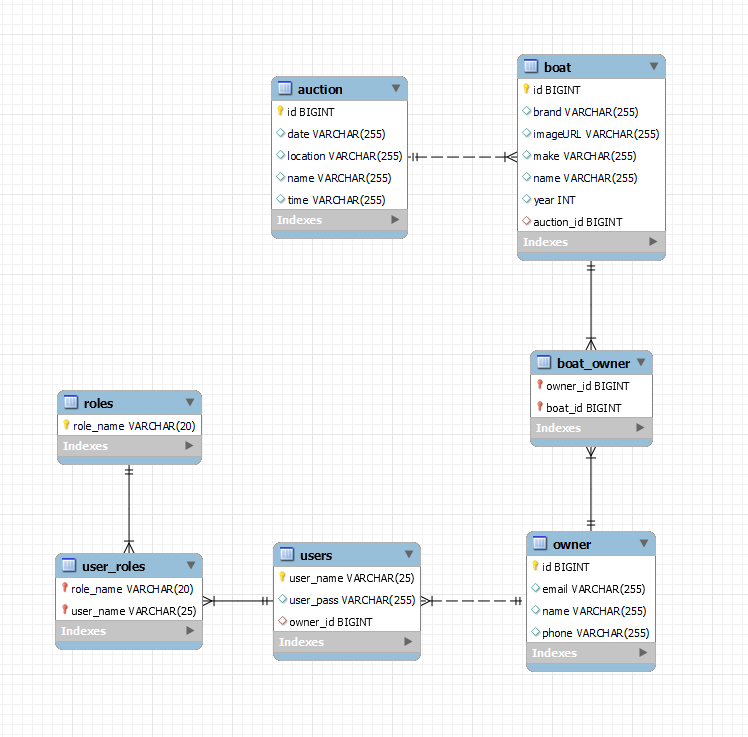 auction
id BIGINT
date VARCHAR(255)
location VARCHAR(255)
name VARCHAR(255)
time VARCHAR(255)
Indexes
boat
id BIGINT
brand VARCHAR(255)
imageURL VARCHAR(255)
make VARCHAR(255)
name VARCHAR(255)
year INT
auction_id BIGINT
Indexes
boat_owner
owner_id BIGINT
boat_id BIGINT
Indexes
roles
role_name VARCHAR(20)
Indexes
user_roles
role_name VARCHAR(20)
user_name VARCHAR(25)
Indexes
users
user_name VARCHAR(25)
user_pass VARCHAR(255)
owner_id BIGINT
Indexes
owner
id BIGINT
email VARCHAR(255)
name VARCHAR(255)
phone VARCHAR(255)
Indexes